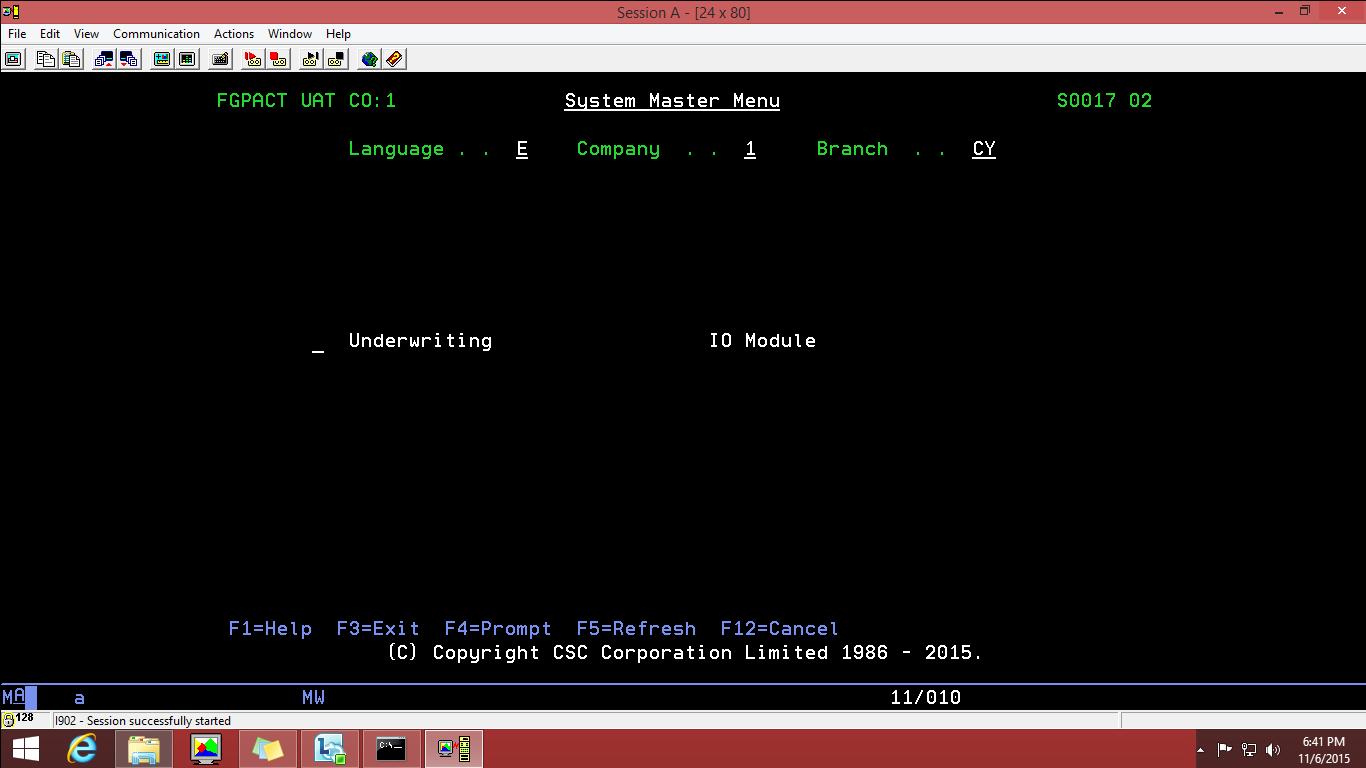 Session A - [24 x 80]
File Edit View Communication Actions Window Help
FGPACT UAT CO:1 System Master Menu S0017 02
Language . . E Company . . 1 Branch . . CY
_ Underwriting IO Module
F1=Help F3=Exit F4=Prompt F5=Refresh F12=Cancel
(C) Copyright CSC Corporation Limited 1986 - 2015.
MA a MW 11/010
128 I902 - Session successfully started
C:\
6:41 PM
11/6/2015